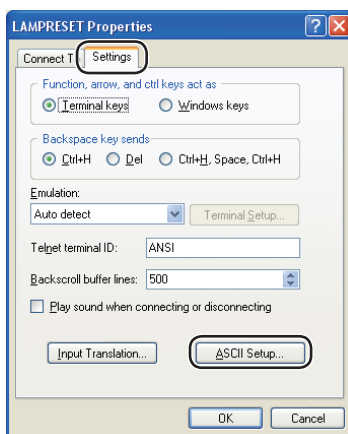 LAMPRESET Properties
Connect T Settings
Function, arrow, and ctrl keys act as
Terminal keys Windows keys
Backspace key sends
Ctrl+H Del Ctrl+H, Space, Ctrl+H
Emulation:
Auto detect Terminal Setup...
Telnet terminal ID: ANSI
Backscroll buffer lines: 500
Play sound when connecting or disconnecting
Input Translation... ASCII Setup...
OK Cancel